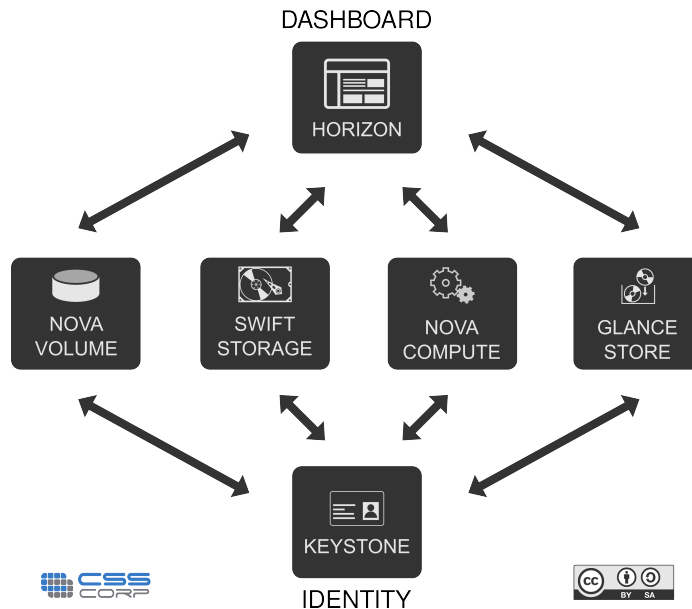 DASHBOARD
HORIZON
NOVA
VOLUME
SWIFT
STORAGE
NOVA
COMPUTE
GLANCE
STORE
KEYSTONE
IDENTITY
CSS
CORP
cc
BY SA